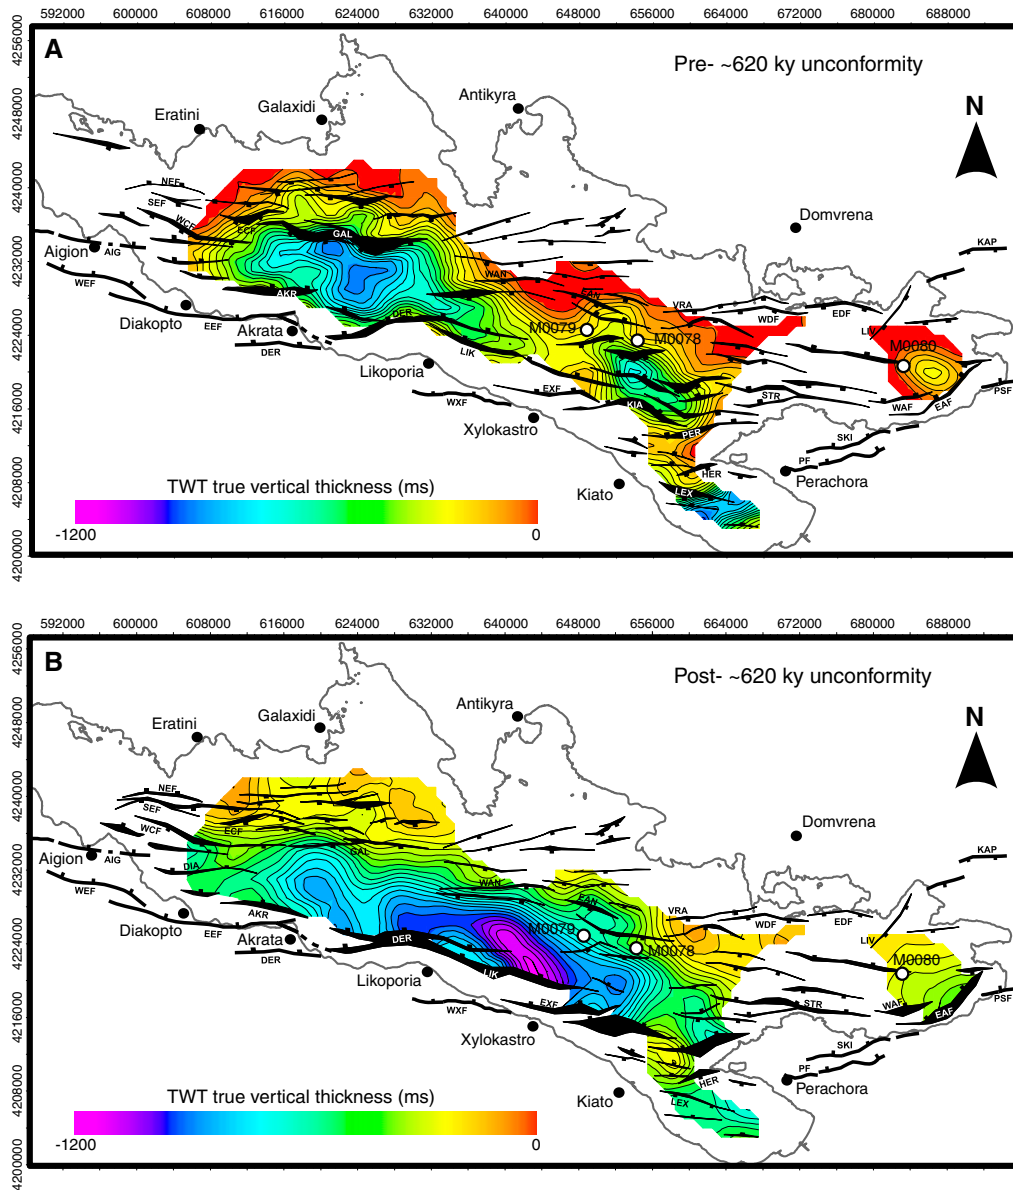 592000 600000 608000 616000 624000 632000 640000 648000 656000 664000 672000 680000 688000
4256000
4248000
4240000
4232000
4224000
4216000
4208000
4200000
A
Pre- ~620 ky unconformity
N
Eratini
Galaxidi
Antikyra
Domvrena
NEF
SEF
WCF
ECF
GAL
Aigion
AIG
WEF
AKR
WAN
EAN
VRA
WDF
EDF
KAP
LIV
Diakopto
EEF
Akrata
DER
DER
LIK
M0079
M0078
M0080
Likoporia
WXF
EXF
KIA
STR
WAF
EAF
PSF
Xylokastro
PER
SKI
PF
HER
Perachora
Kiato
LEX
TWT true vertical thickness (ms)
-1200 0
592000 600000 608000 616000 624000 632000 640000 648000 656000 664000 672000 680000 688000
4256000
4248000
4240000
4232000
4224000
4216000
4208000
4200000
B
Post- ~620 ky unconformity
N
Eratini
Galaxidi
Antikyra
Domvrena
NEF
SEF
WCF
ECF
GAL
Aigion
AIG
DIA
WEF
AKR
WAN
EAN
VRA
WDF
EDF
KAP
LIV
Diakopto
EEF
Akrata
DER
DER
LIK
M0079
M0078
M0080
Likoporia
WXF
EXF
STR
WAF
EAF
PSF
Xylokastro
SKI
PF
HER
Perachora
Kiato
LEX
TWT true vertical thickness (ms)
-1200 0